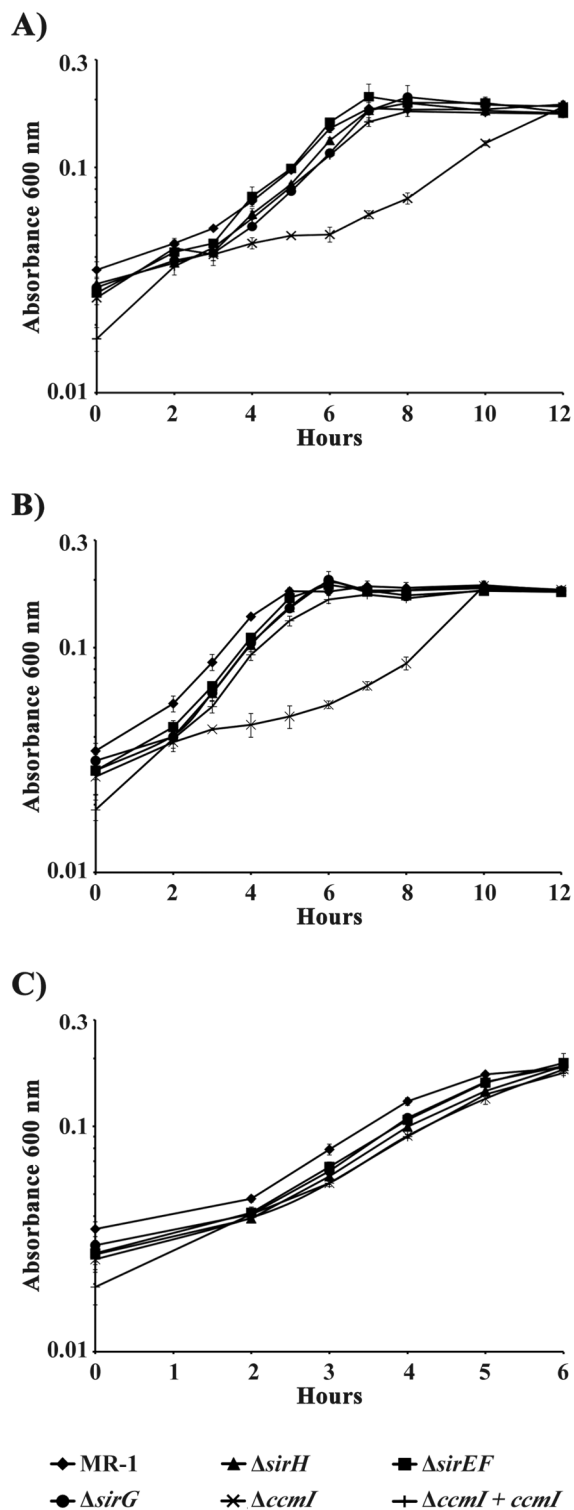 A)
0.3
0.1
0.01
Absorbance 600 nm
0 2 4 6 8 10 12
Hours
B)
0.3
0.1
0.01
Absorbance 600 nm
0 2 4 6 8 10 12
Hours
C)
0.3
0.1
0.01
Absorbance 600 nm
0 1 2 3 4 5 6
Hours
MR-1 ΔsirH ΔsirEF
ΔsirG ΔccmI ΔccmI + ccmI